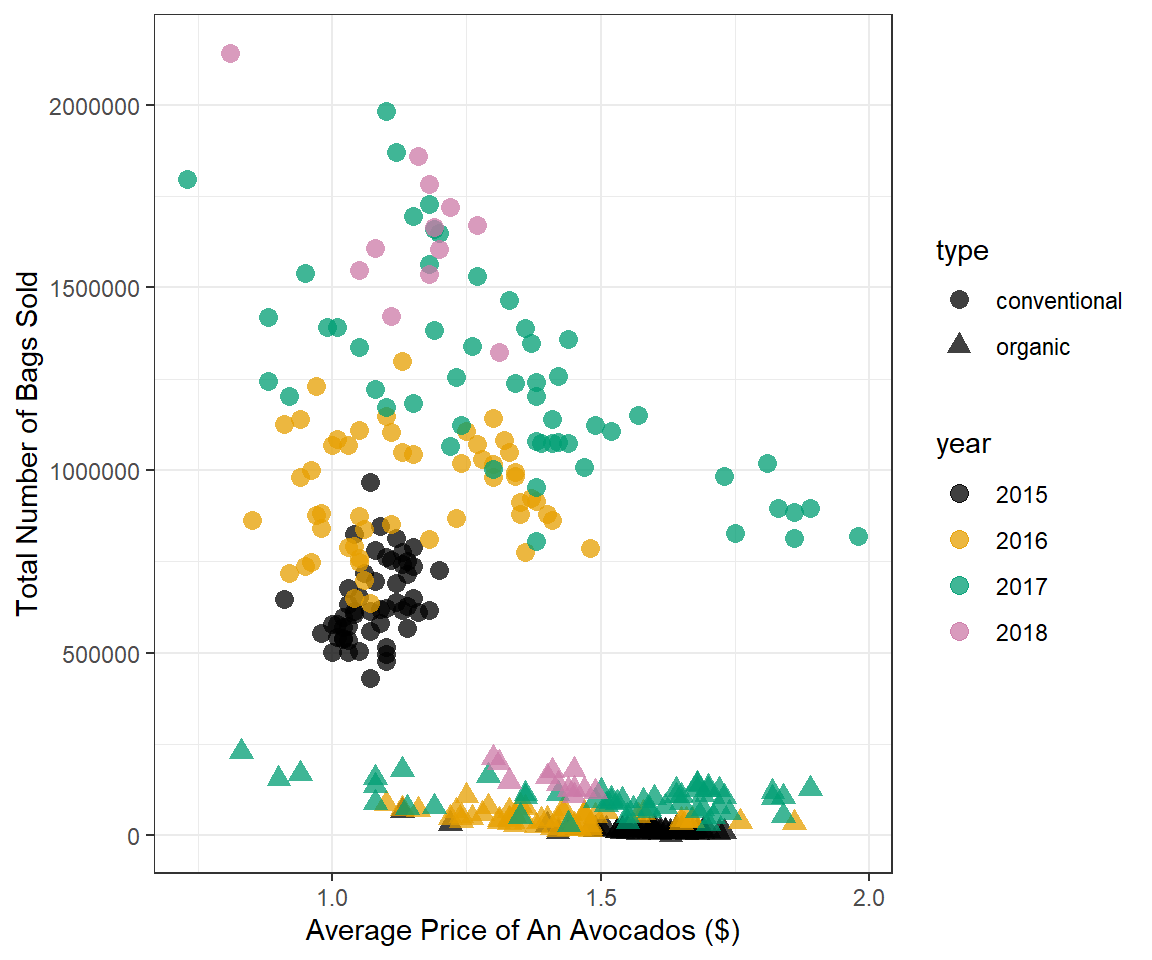 Total Number of Bags Sold
2000000
1500000
1000000
500000
0
1.0
1.5
2.0
Average Price of An Avocados ($)
type
conventional
organic
year
2015
2016
2017
2018